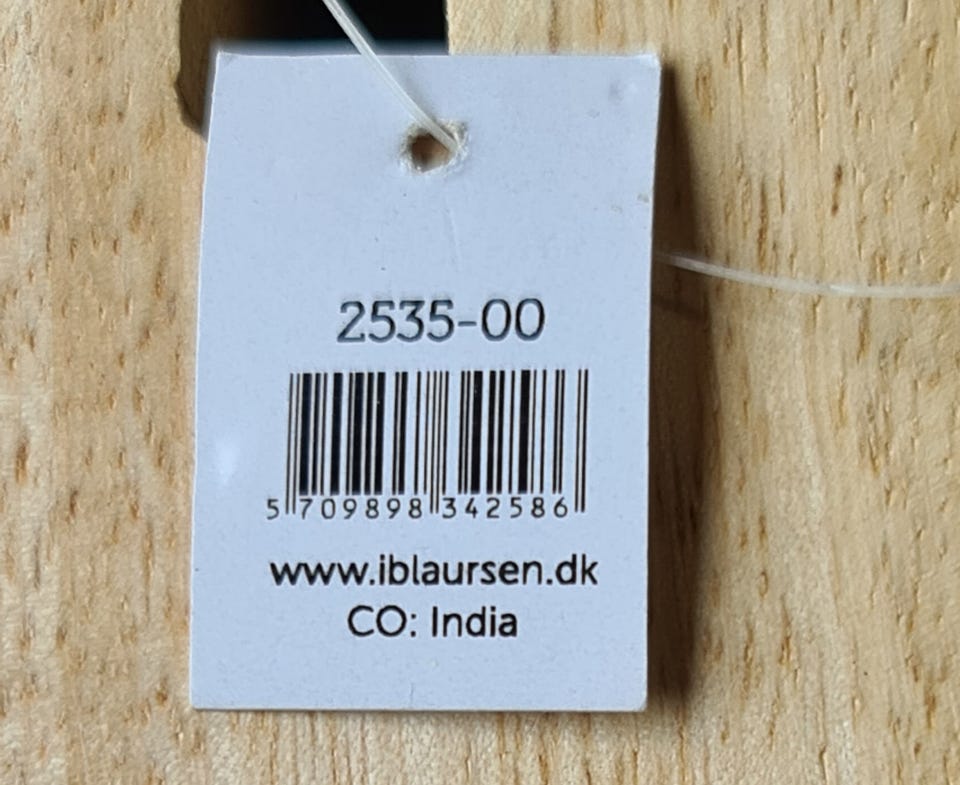 2535-00
5 709898 342586
www.iblaursen.dk
CO: India